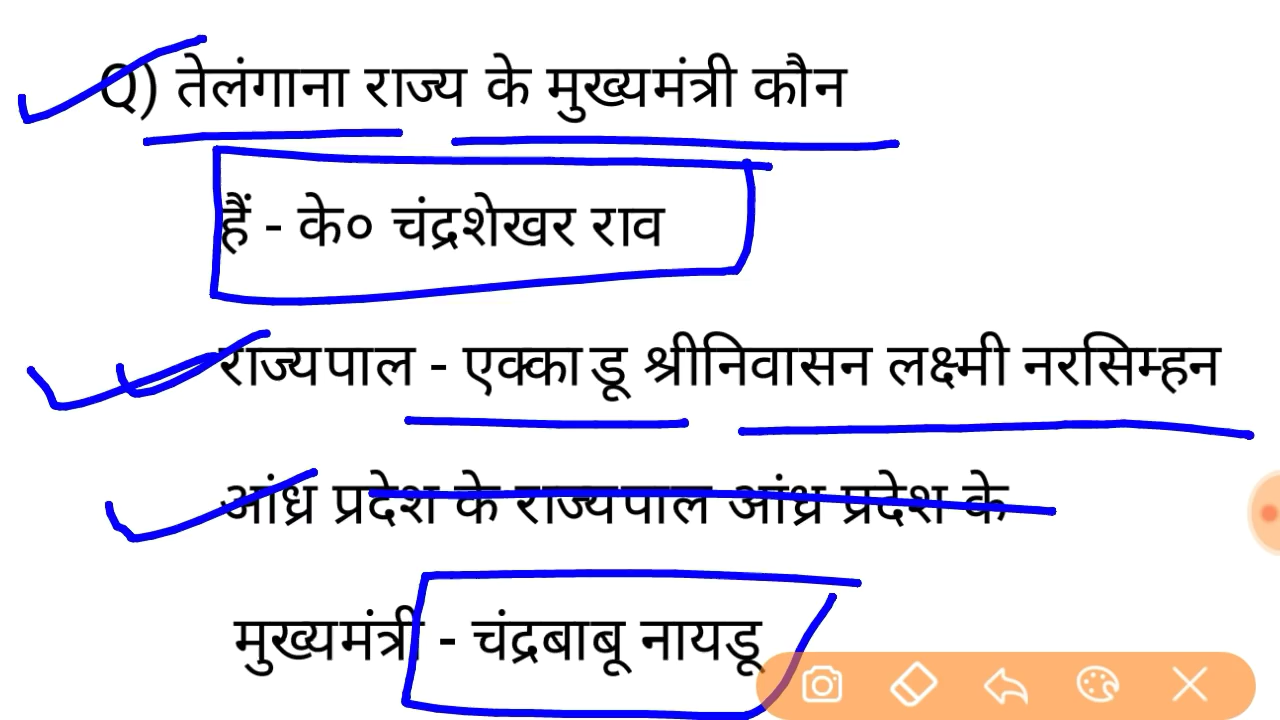 Q) तेलंगाना राज्य के मुख्यमंत्री कौन
हैं - के० चंद्रशेखर राव
राज्यपाल - एक्काडू श्रीनिवासन लक्ष्मी नरसिम्हन
आंध्र प्रदेश के राज्यपाल आंध्र प्रदेश के
मुख्यमंत्री - चंद्रबाबू नायडू